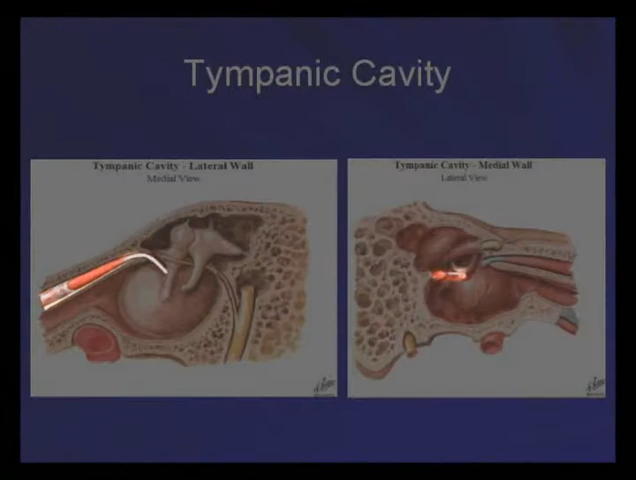 Tympanic Cavity
Tympanic Cavity - Lateral Wall
Medial View
Tympanic Cavity - Medial Wall
Lateral View